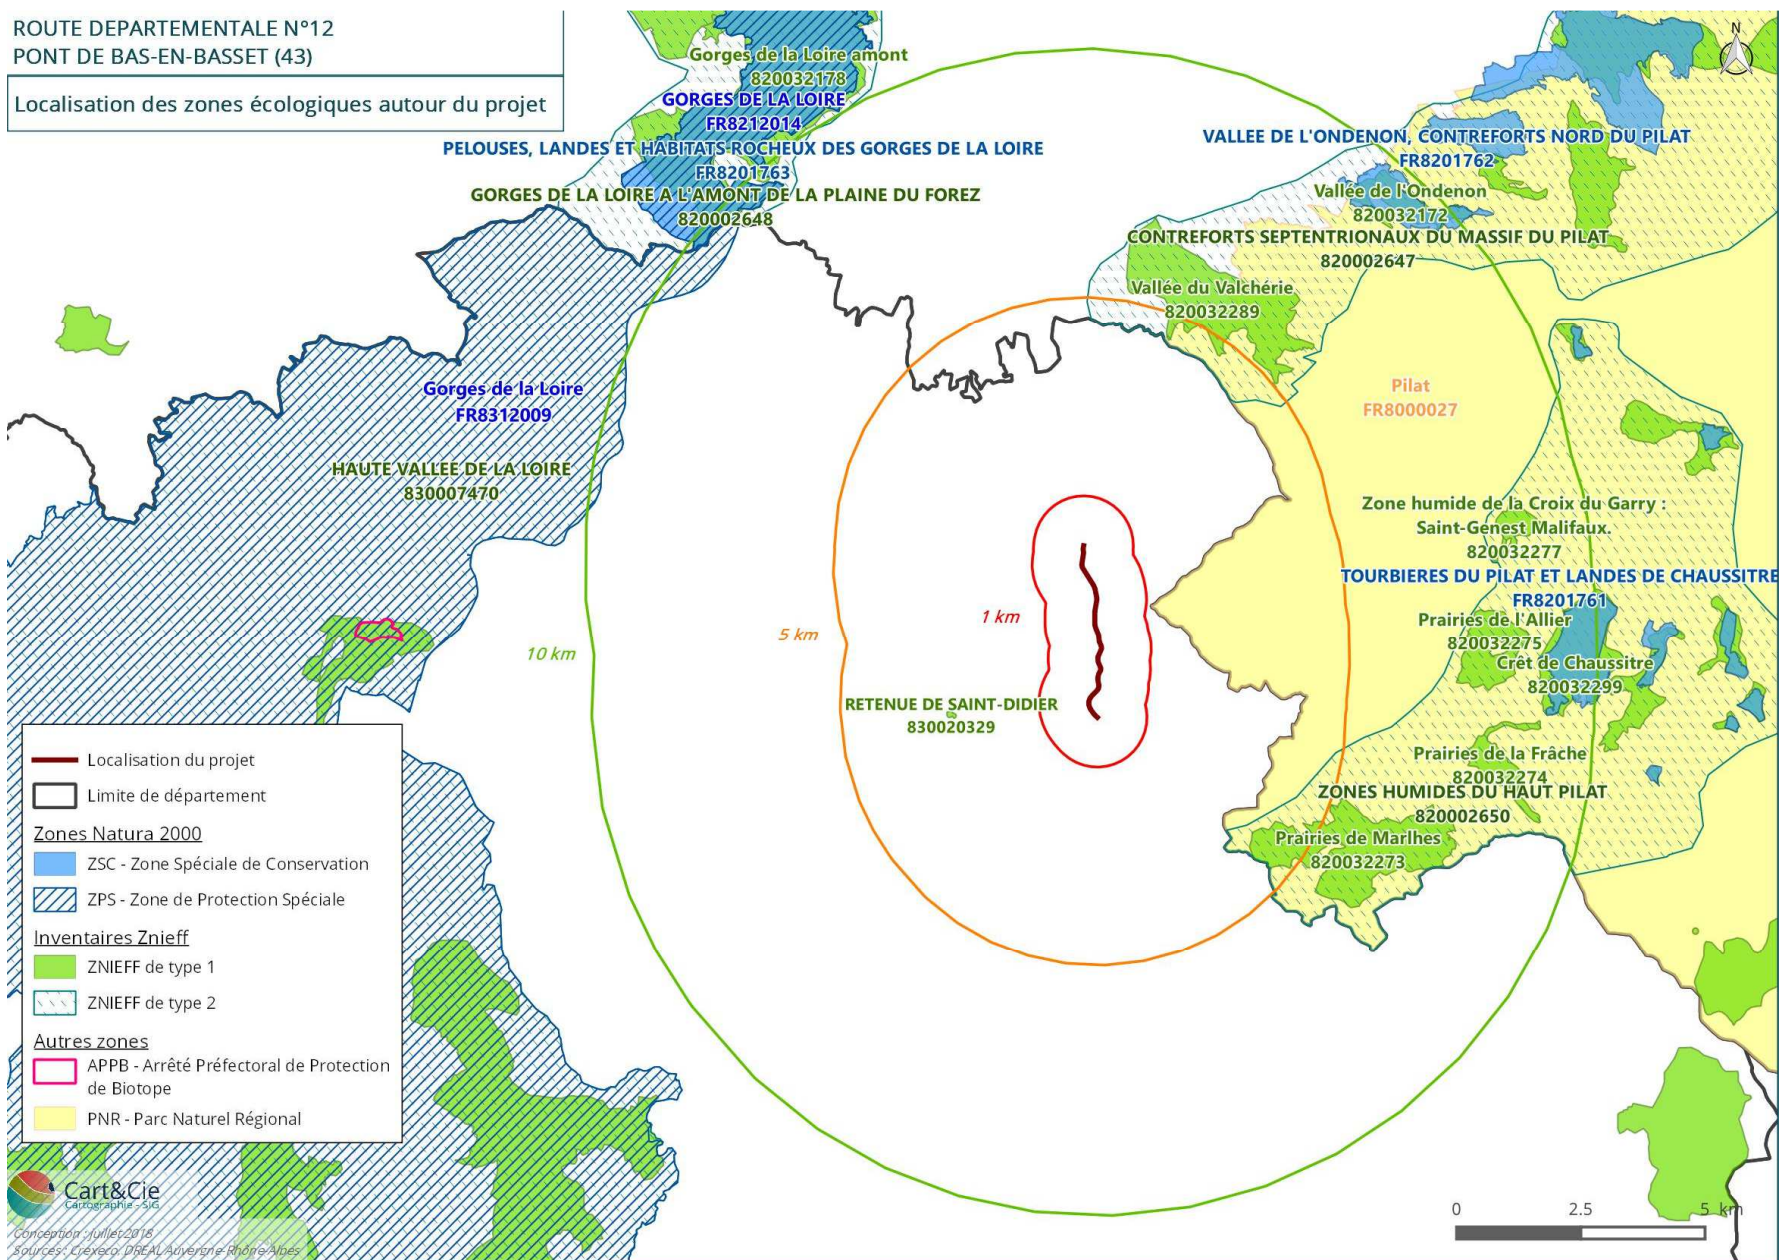 ROUTE DEPARTEMENTALE N°12
PONT DE BAS-EN-BASSET (43)
Localisation des zones écologiques autour du projet
N
Gorges de la Loire amont
820032178
GORGES DE LA LOIRE
FR8212014
PELOUSES, LANDES ET HABITATS ROCHEUX DES GORGES DE LA LOIRE
FR8201763
GORGES DE LA LOIRE A L'AMONT DE LA PLAINE DU FOREZ
820002648
VALLEE DE L'ONDENON, CONTREFORTS NORD DU PILAT
FR8201762
Vallée de l'Ondenon
820032172
CONTREFORTS SEPTENTRIONAUX DU MASSIF DU PILAT
820002647
Vallée du Valchérie
820032289
Gorges de la Loire
FR8312009
Pilat
FR8000027
HAUTE VALLEE DE LA LOIRE
830007470
Zone humide de la Croix du Garry :
Saint-Genest Malifaux.
820032277
TOURBIERES DU PILAT ET LANDES DE CHAUSSITRE
FR8201761
Prairies de l'Allier
820032275
Crêt de Chaussitre
820032299
1 km
5 km
10 km
RETENUE DE SAINT-DIDIER
830020329
Prairies de la Frâche
820032274
ZONES HUMIDES DU HAUT PILAT
820002650
Prairies de Marlhes
820032273
Localisation du projet
Limite de département
Zones Natura 2000
ZSC - Zone Spéciale de Conservation
ZPS - Zone de Protection Spéciale
Inventaires Znieff
ZNIEFF de type 1
ZNIEFF de type 2
Autres zones
APPB - Arrêté Préfectoral de Protection
de Biotope
PNR - Parc Naturel Régional
Cart&Cie
Cartographie - SIG
Conception : juillet 2018
Sources : Crexeco, DREAL Auvergne-Rhône-Alpes
0 2.5 5 km